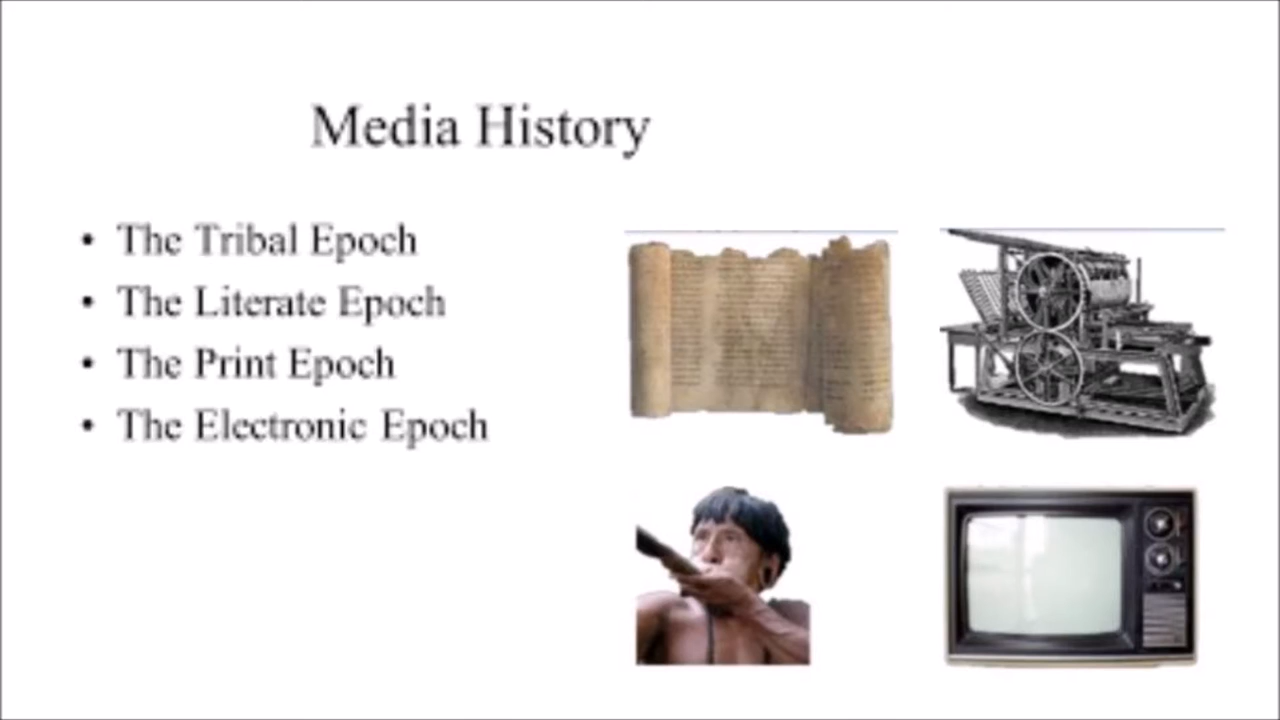 Media History
• The Tribal Epoch
• The Literate Epoch
• The Print Epoch
• The Electronic Epoch